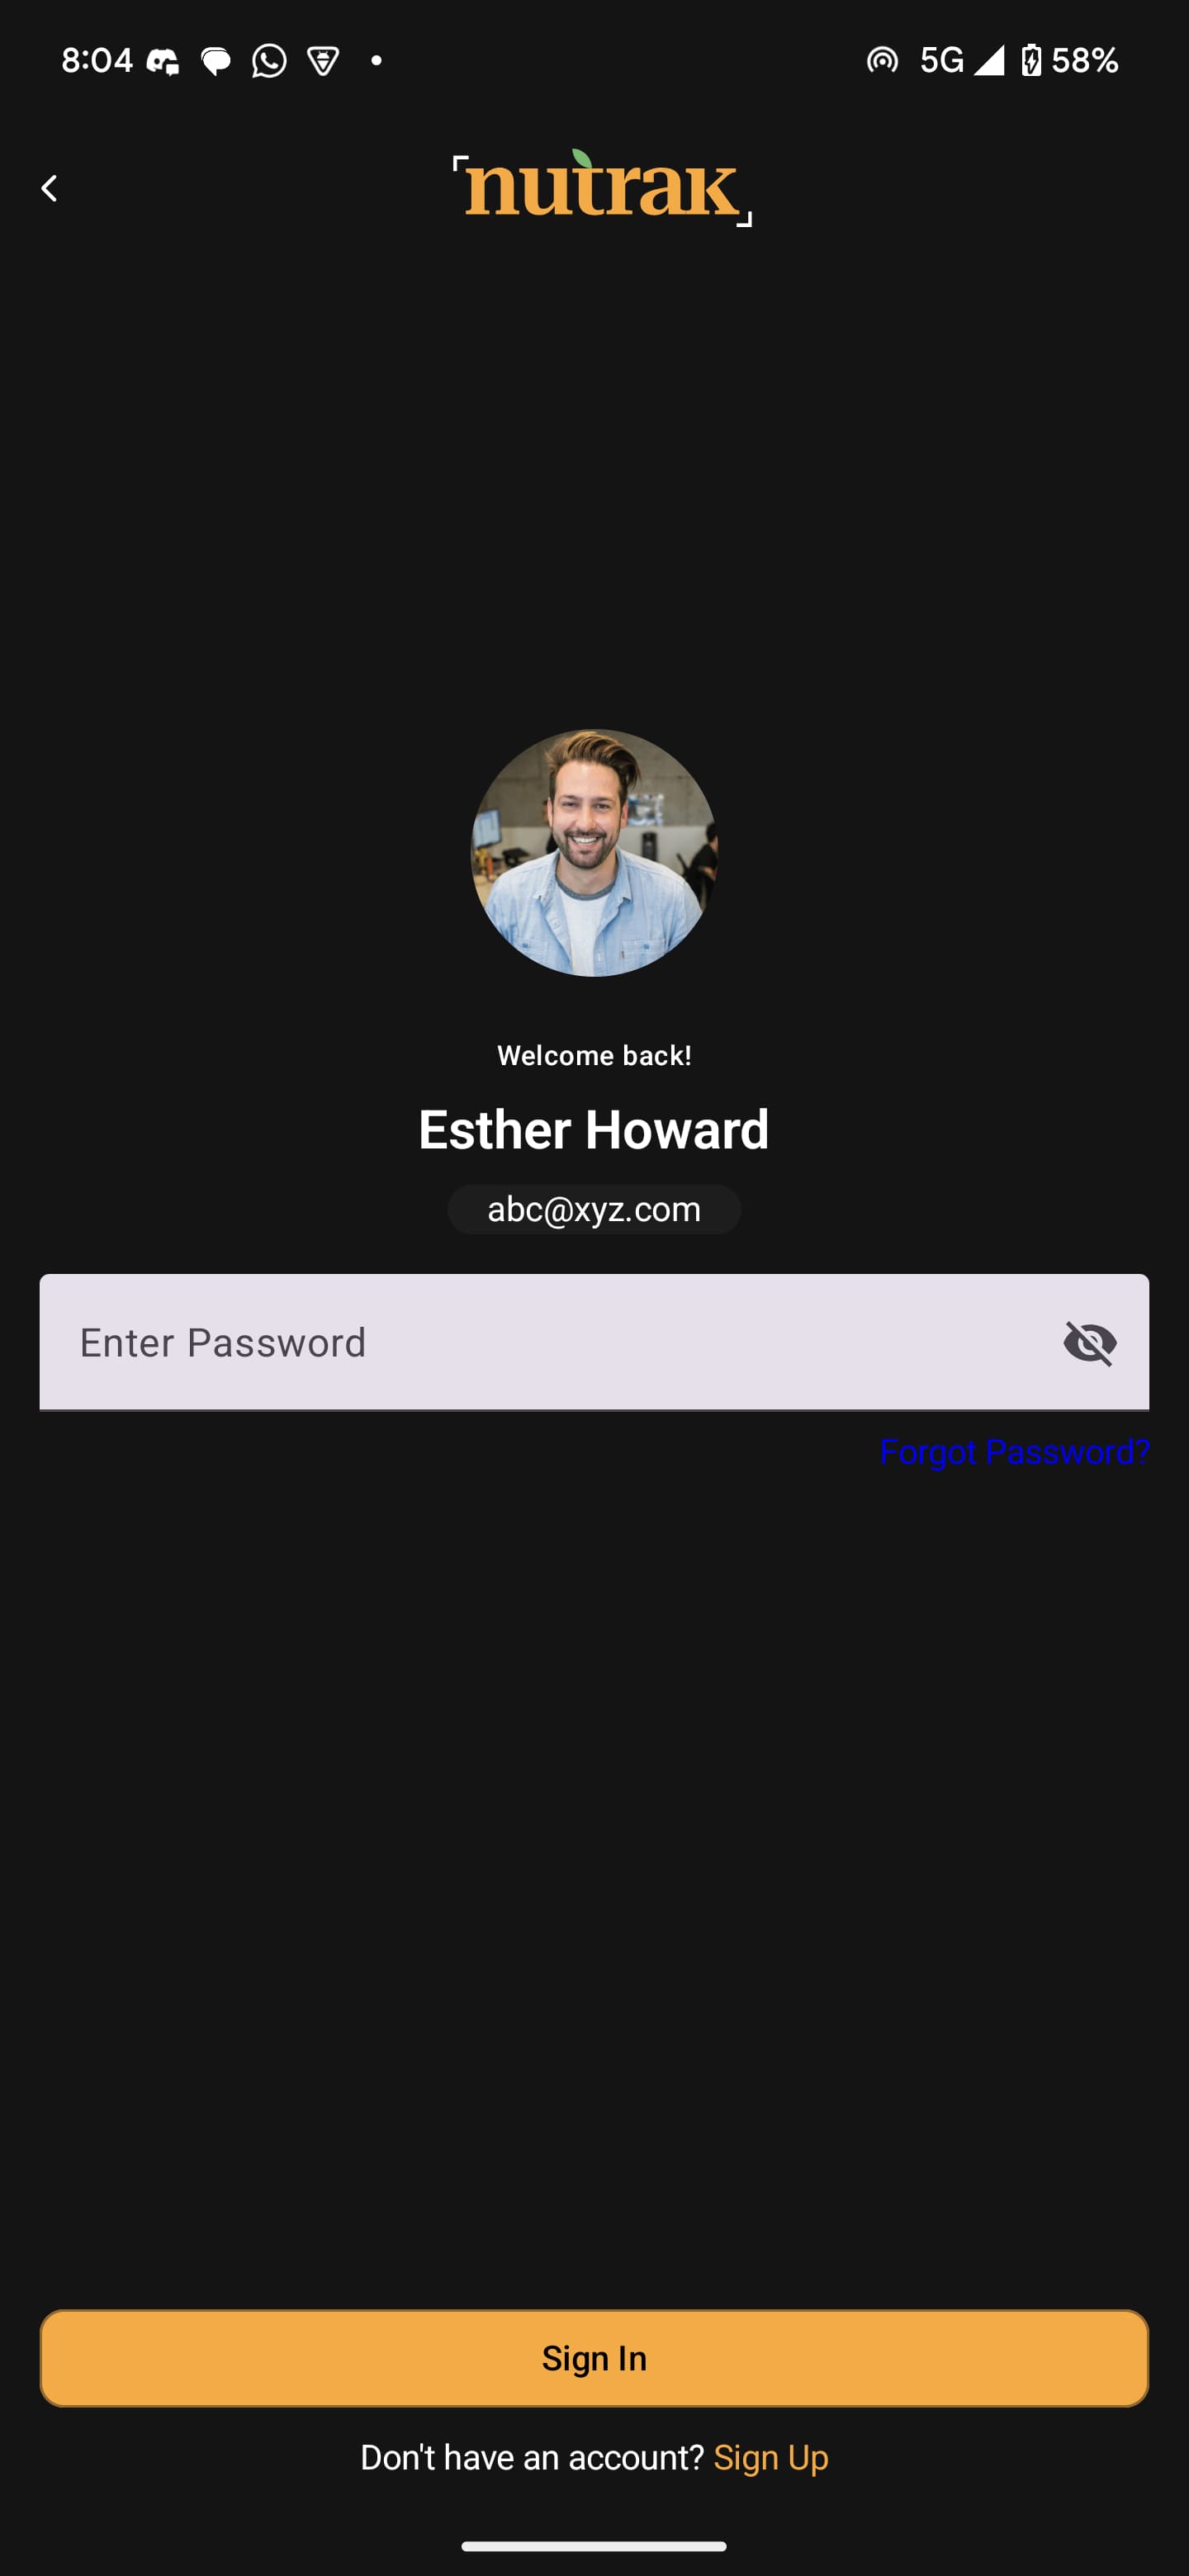 8:04 5G 58%
nutrak
Welcome back!
Esther Howard
abc@xyz.com
Enter Password
Forgot Password?
Sign In
Don't have an account? Sign Up